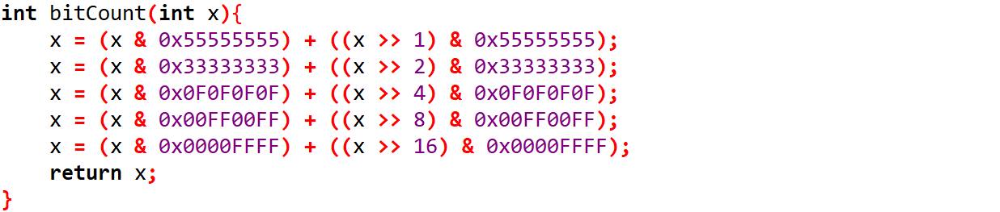 int bitCount(int x){
    x = (x & 0x55555555) + ((x >> 1) & 0x55555555);
    x = (x & 0x33333333) + ((x >> 2) & 0x33333333);
    x = (x & 0x0F0F0F0F) + ((x >> 4) & 0x0F0F0F0F);
    x = (x & 0x00FF00FF) + ((x >> 8) & 0x00FF00FF);
    x = (x & 0x0000FFFF) + ((x >> 16) & 0x0000FFFF);
    return x;
}